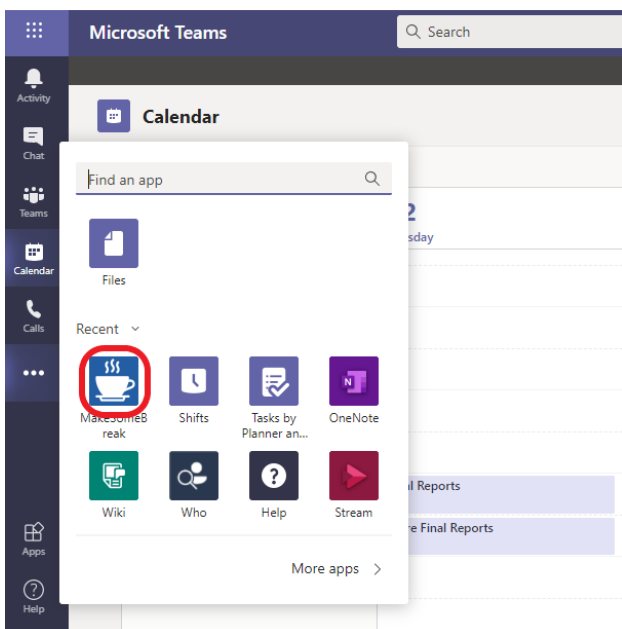 Microsoft Teams
Search
Activity
Chat
Teams
Calendar
Calls
Apps
Help
Calendar
Find an app
Files
Recent
MakeSomeB
reak
Shifts
Tasks by
Planner an...
OneNote
N
Wiki
Who
Help
Stream
More apps
2
sday
l Reports
re Final Reports